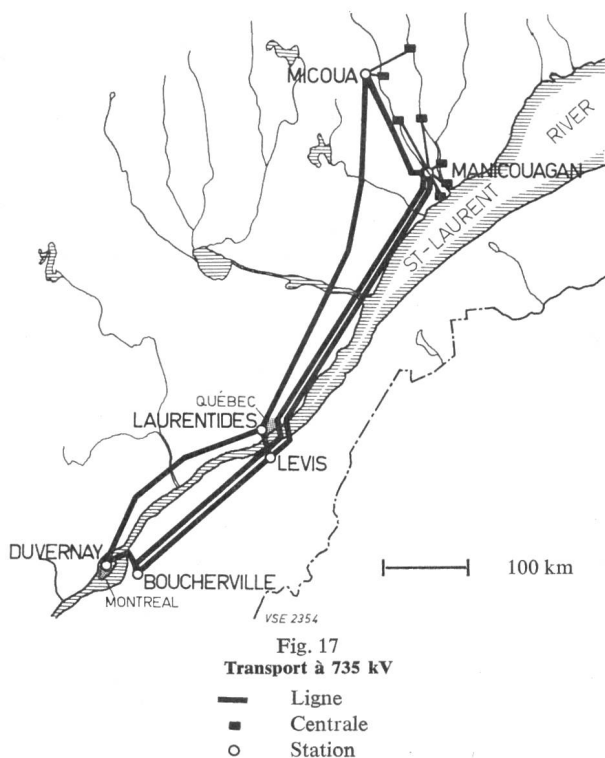 MICOUA
RIVER
MANICOUAGAN
ST-LAURENT
QUÉBEC
LAURENTIDES
LEVIS
DUVERNAY
BOUCHERVILLE
MONTREAL
100 km
VSE 2354
Fig. 17
Transport à 735 kV
Ligne
Centrale
Station